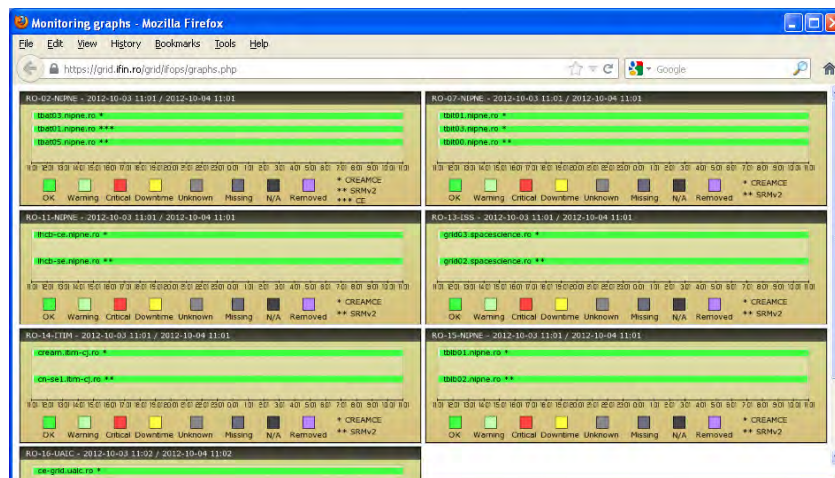 Monitoring graphs - Mozilla Firefox
File Edit View History Bookmarks Tools Help
https://grid.ifin.ro/grid/ifops/graphs.php
Google
RO-02-NIPNE - 2012-10-03 11:01 / 2012-10-04 11:01
tbat03.nipne.ro *
tbat01.nipne.ro ***
tbat05.nipne.ro **
OK Warning Critical Downtime Unknown Missing N/A Removed
* CREAMCE
** SRMv2
*** CE
RO-07-NIPNE - 2012-10-03 11:01 / 2012-10-04 11:01
tbit01.nipne.ro *
tbit03.nipne.ro *
tbit00.nipne.ro **
OK Warning Critical Downtime Unknown Missing N/A Removed
* CREAMCE
** SRMv2
RO-11-NIPNE - 2012-10-03 11:01 / 2012-10-04 11:01
lhcb-ce.nipne.ro *
lhcb-se.nipne.ro **
OK Warning Critical Downtime Unknown Missing N/A Removed
* CREAMCE
** SRMv2
RO-13-ISS - 2012-10-03 11:01 / 2012-10-04 11:01
grid03.spacescience.ro *
grid02.spacescience.ro **
OK Warning Critical Downtime Unknown Missing N/A Removed
* CREAMCE
** SRMv2
RO-14-ITIM - 2012-10-03 11:01 / 2012-10-04 11:01
cream.itim-cj.ro *
cn-se1.itim-cj.ro **
OK Warning Critical Downtime Unknown Missing N/A Removed
* CREAMCE
** SRMv2
RO-15-NIPNE - 2012-10-03 11:01 / 2012-10-04 11:01
tblb01.nipne.ro *
tblb02.nipne.ro **
OK Warning Critical Downtime Unknown Missing N/A Removed
* CREAMCE
** SRMv2
RO-16-UAIC - 2012-10-03 11:02 / 2012-10-04 11:02
ce-grid.uaic.ro *